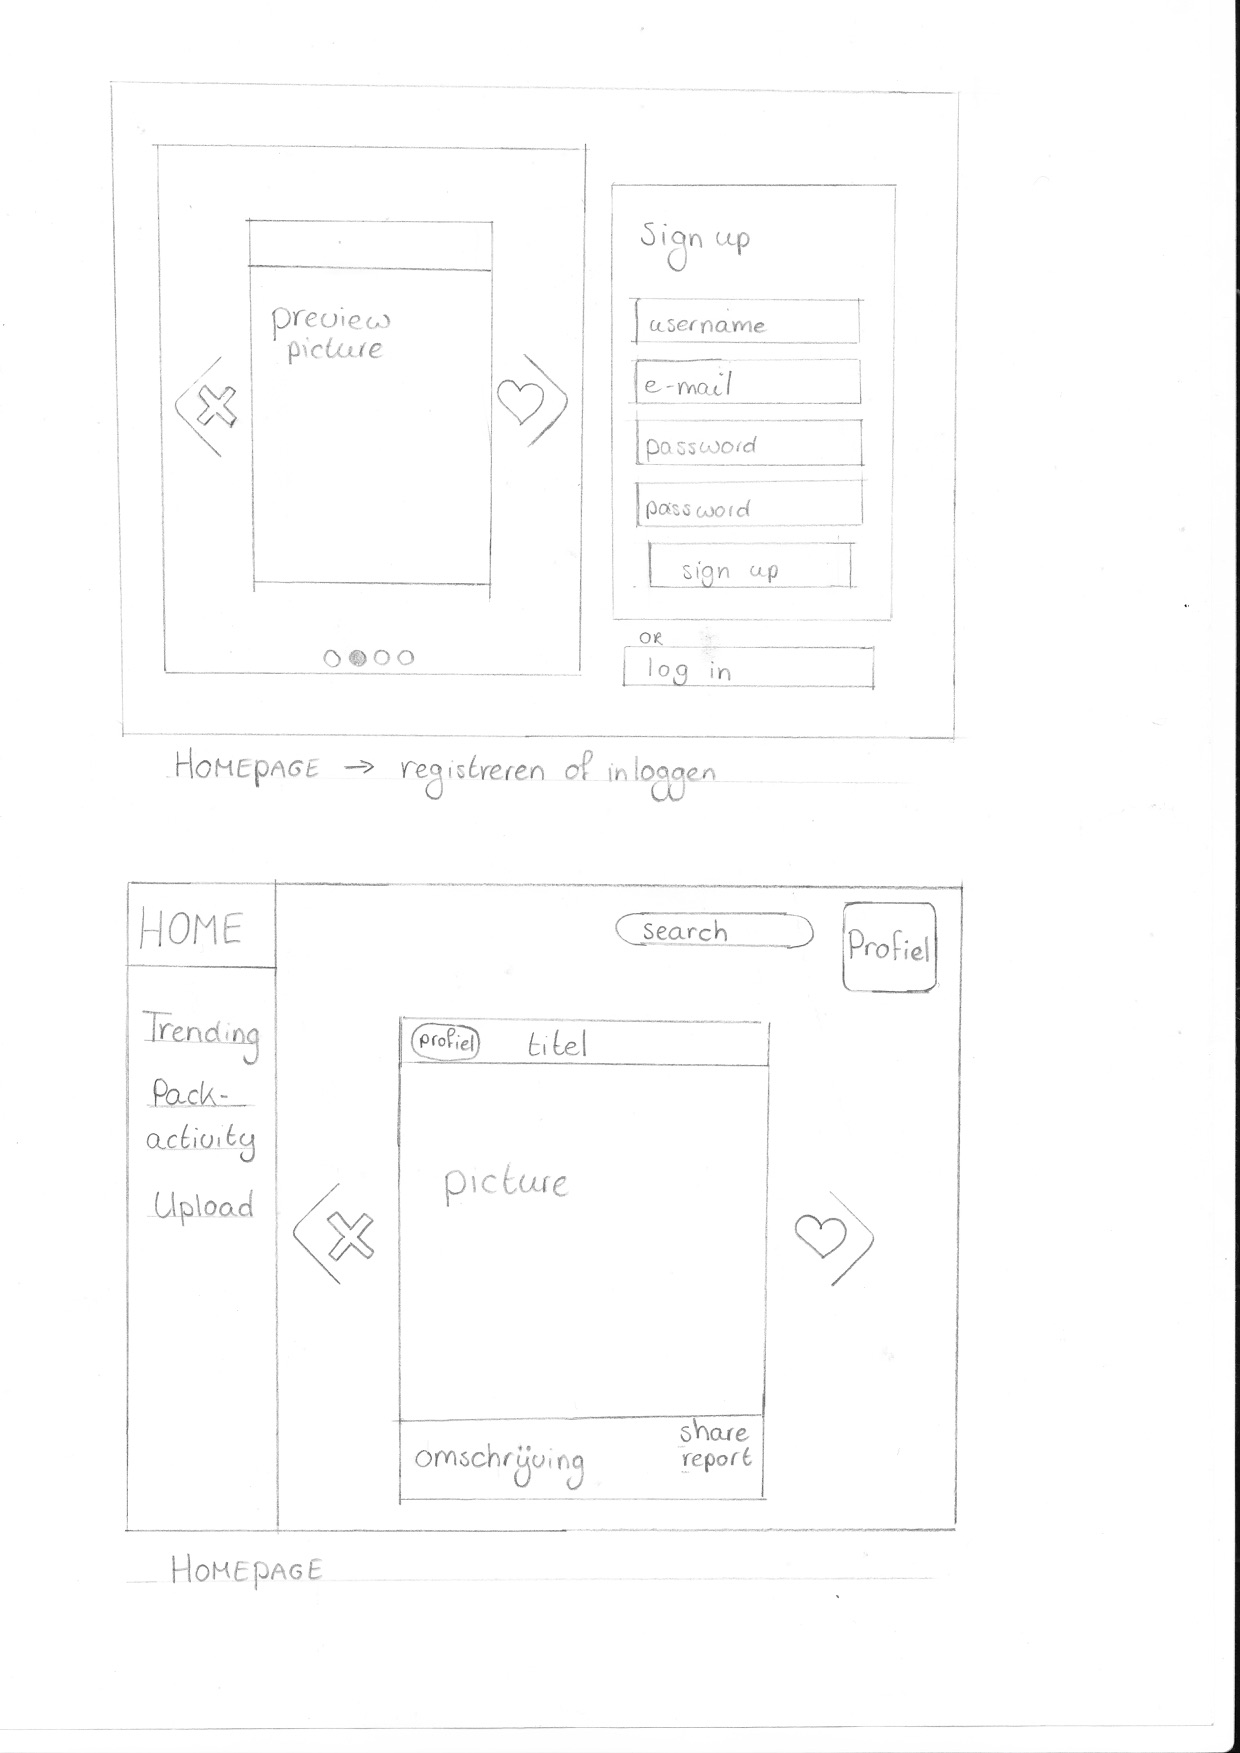 preview
picture
Sign up
username
e-mail
password
password
sign up
OR
log in
HOMEPAGE → registreren of inloggen
HOME
Trending
Pack-
activity
Upload
search
Profiel
profiel titel
picture
omschrijving
share
report
HOMEPAGE